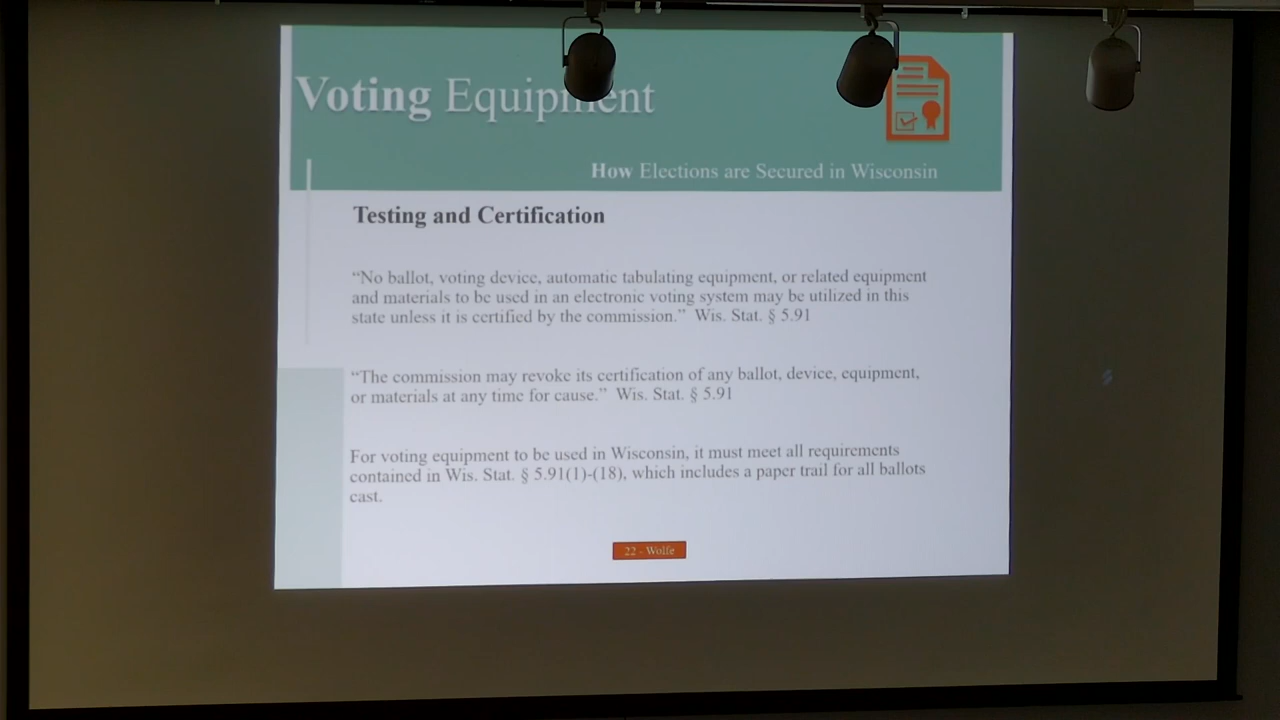 Voting Equipment
How Elections are Secured in Wisconsin
Testing and Certification
“No ballot, voting device, automatic tabulating equipment, or related equipment
and materials to be used in an electronic voting system may be utilized in this
state unless it is certified by the commission.” Wis. Stat. § 5.91
“The commission may revoke its certification of any ballot, device, equipment,
or materials at any time for cause.” Wis. Stat. § 5.91
For voting equipment to be used in Wisconsin, it must meet all requirements
contained in Wis. Stat. § 5.91(1)-(18), which includes a paper trail for all ballots
cast.
22 - Wolfe